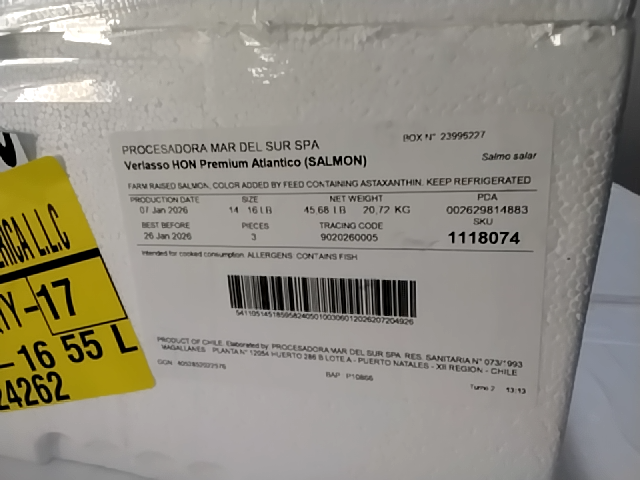 PROCESADORA MAR DEL SUR SPA
BOX N° 23995227
Verlasso HON Premium Atlantico (SALMON)
Salmo salar
FARM RAISED SALMON, COLOR ADDED BY FEED CONTAINING ASTAXANTHIN. KEEP REFRIGERATED
PRODUCTION DATE SIZE NET WEIGHT PDA
07 Jan 2026 14 16 LB 45.68 LB 20,72 KG 002629814883
BEST BEFORE PIECES TRACING CODE SKU
26 Jan 2026 3 9020260005 1118074
Intended for cooked consumption. ALLERGENS: CONTAINS FISH
PRODUCT OF CHILE. Elaborated by: PROCESADORA MAR DEL SUR SPA. RES. SANITARIA N° 073/1993
MAGALLANES PLANTA N° 12054 HUERTO 286 B LOTE A - PUERTO NATALES - XII REGION - CHILE
BAP: P10866
Turno 2 13:13
RICA L.L.C
TY-17
-16 55 L
24262